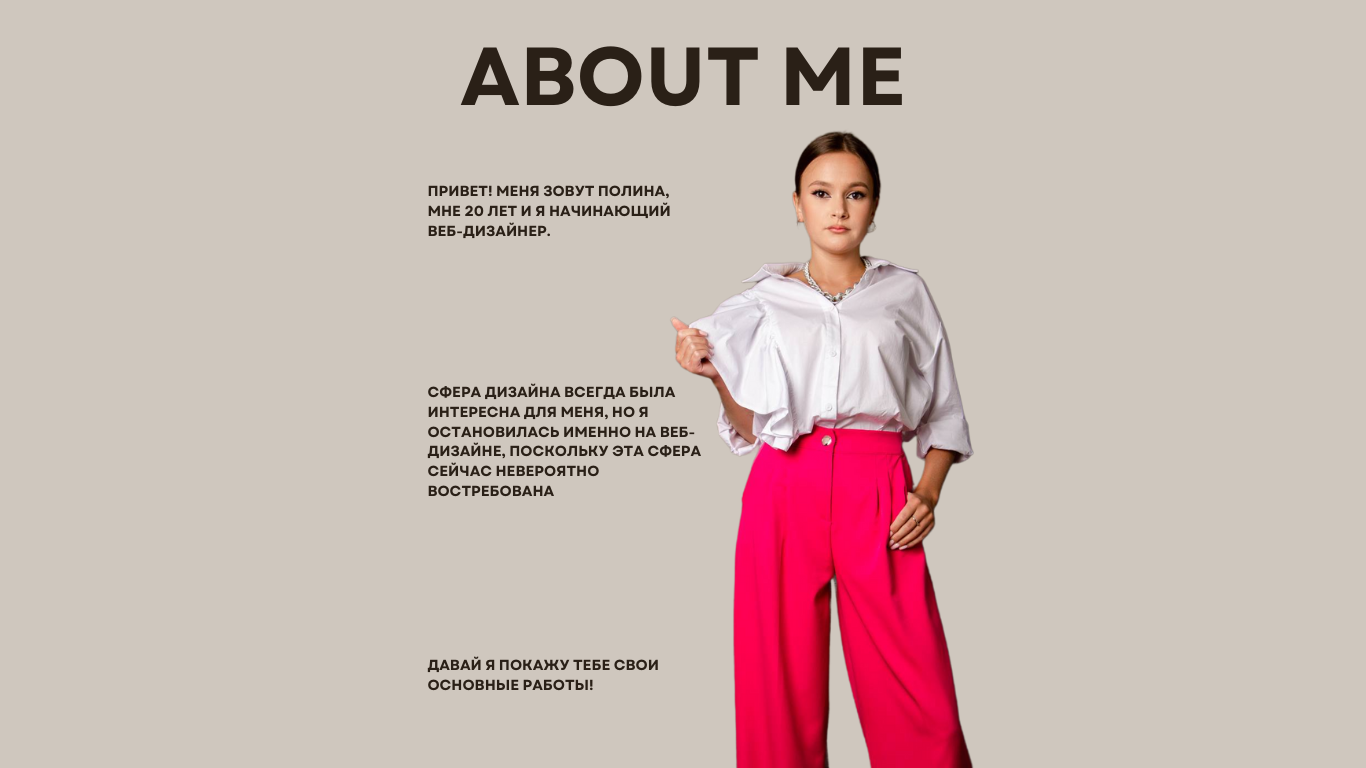 ABOUT ME
ПРИВЕТ! МЕНЯ ЗОВУТ ПОЛИНА,
МНЕ 20 ЛЕТ И Я НАЧИНАЮЩИЙ
ВЕБ-ДИЗАЙНЕР.
СФЕРА ДИЗАЙНА ВСЕГДА БЫЛА
ИНТЕРЕСНА ДЛЯ МЕНЯ, НО Я
ОСТАНОВИЛАСЬ ИМЕННО НА ВЕБ-
ДИЗАЙНЕ, ПОСКОЛЬКУ ЭТА СФЕРА
СЕЙЧАС НЕВЕРОЯТНО
ВОСТРЕБОВАНА
ДАВАЙ Я ПОКАЖУ ТЕБЕ СВОИ
ОСНОВНЫЕ РАБОТЫ!